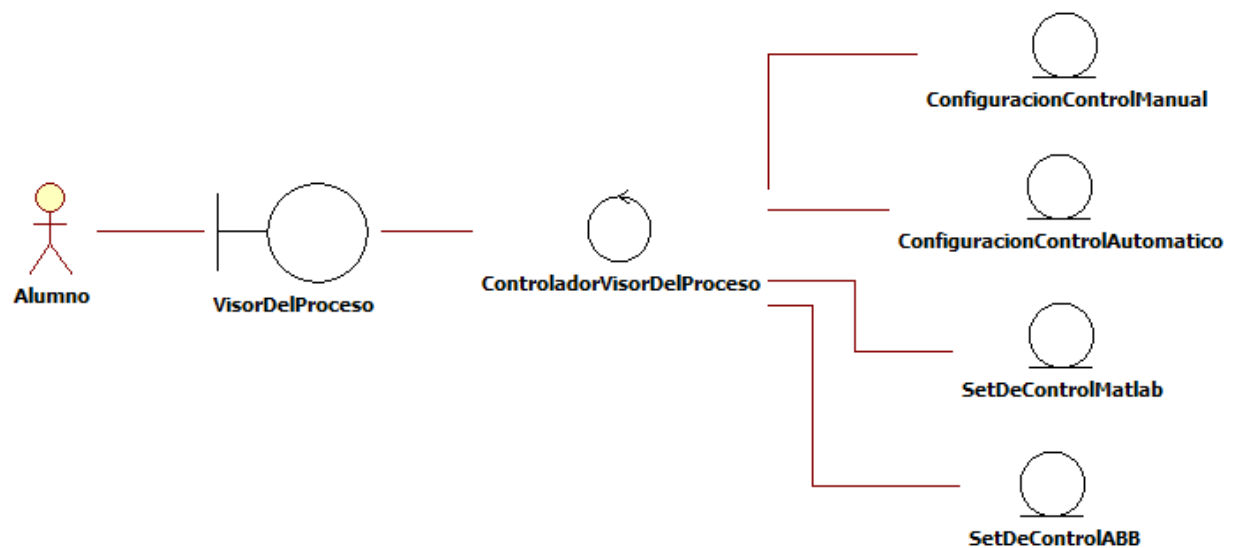 ConfiguracionControlManual
ConfiguracionControlAutomatico
Alumno
VisorDelProceso
ControladorVisorDelProceso
SetDeControlMatlab
SetDeControlABB